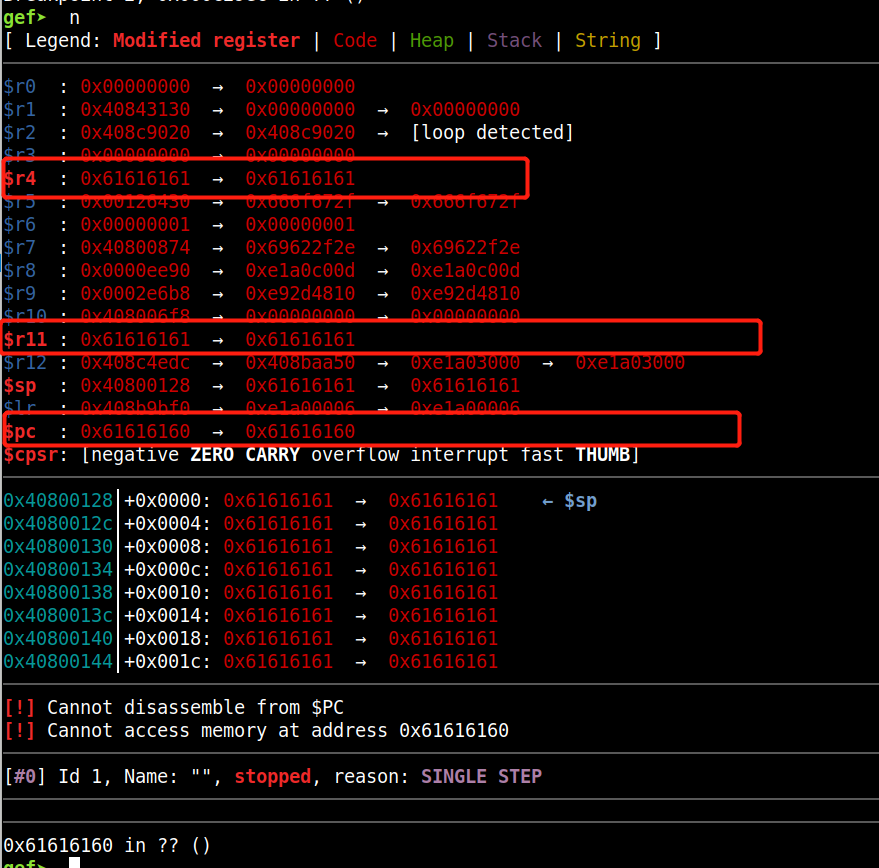 gef➤  n
[ Legend: Modified register | Code | Heap | Stack | String ]
$r0  : 0x00000000  →  0x00000000
$r1  : 0x40843130  →  0x00000000  →  0x00000000
$r2  : 0x408c9020  →  0x408c9020  →  [loop detected]
$r3  : 0x00000000  →  0x00000000
$r4  : 0x61616161  →  0x61616161
$r5  : 0x00126430  →  0x666f672f  →  0x666f672f
$r6  : 0x00000001  →  0x00000001
$r7  : 0x40800874  →  0x69622f2e  →  0x69622f2e
$r8  : 0x0000ee90  →  0xe1a0c00d  →  0xe1a0c00d
$r9  : 0x0002e6b8  →  0xe92d4810  →  0xe92d4810
$r10 : 0x408006f8  →  0x00000000  →  0x00000000
$r11 : 0x61616161  →  0x61616161
$r12 : 0x408c4edc  →  0x408baa50  →  0xe1a03000  →  0xe1a03000
$sp  : 0x40800128  →  0x61616161  →  0x61616161
$lr  : 0x408b9bf0  →  0xe1a00006  →  0xe1a00006
$pc  : 0x61616160  →  0x61616160
$cpsr: [negative ZERO CARRY overflow interrupt fast THUMB]
0x40800128│+0x0000: 0x61616161  →  0x61616161    ← $sp
0x4080012c│+0x0004: 0x61616161  →  0x61616161
0x40800130│+0x0008: 0x61616161  →  0x61616161
0x40800134│+0x000c: 0x61616161  →  0x61616161
0x40800138│+0x0010: 0x61616161  →  0x61616161
0x4080013c│+0x0014: 0x61616161  →  0x61616161
0x40800140│+0x0018: 0x61616161  →  0x61616161
0x40800144│+0x001c: 0x61616161  →  0x61616161
[!] Cannot disassemble from $PC
[!] Cannot access memory at address 0x61616160
[#0] Id 1, Name: "", stopped, reason: SINGLE STEP
0x61616160 in ?? ()
gef➤